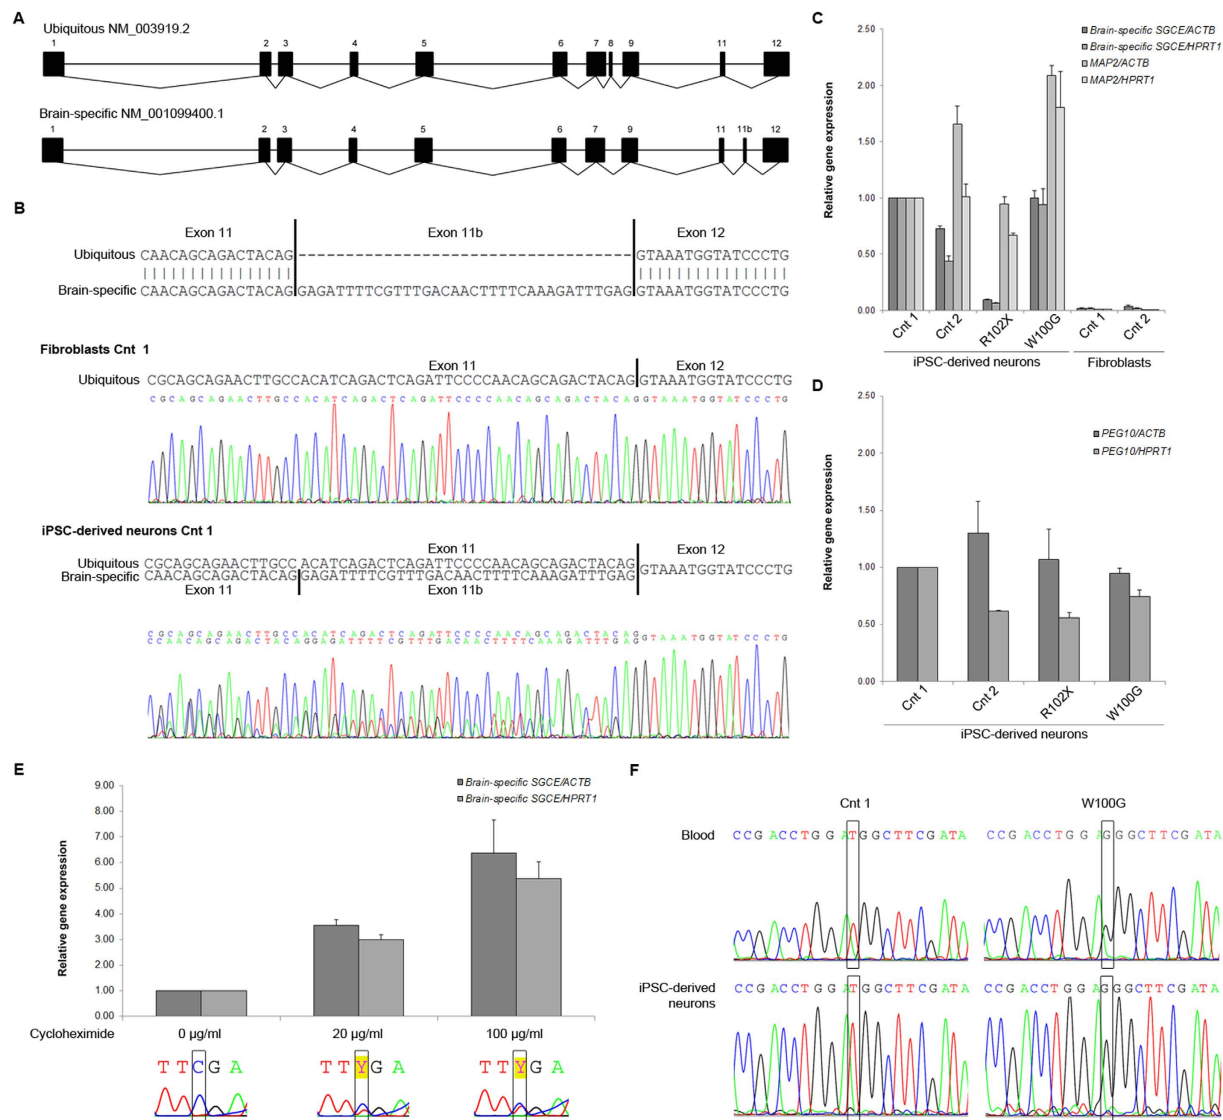 A
Ubiquitous NM_003919.2
1 2 3 4 5 6 7 8 9 11 12
Brain-specific NM_001099400.1
1 2 3 4 5 6 7 9 11 11b 12
B
Exon 11 Exon 11b Exon 12
Ubiquitous CAACAGCAGACTACAG GTAAATGGTATCCCTG
Brain-specific CAACAGCAGACTACAG GAGATTTTCGTTTGACAACTTTTCAAAGATTTGAG GTAAATGGTATCCCTG
Fibroblasts Cnt 1
Exon 11 Exon 12
Ubiquitous CGCAGCAGAACTTGCCACATCAGACTCAGATTCCCCAACAGCAGACTACAG GTAAATGGTATCCCTG
CGCAGCAGAACTTGCCACATCAGACTCAGATTCCCCAACAGCAGACTACAGGTAAATGGTATCCCTG
iPSC-derived neurons Cnt 1
Exon 11 Exon 12
Ubiquitous CGCAGCAGAACTTGCCACATCAGACTCAGATTCCCCAACAGCAGACTACAG
Brain-specific CAACAGCAGACTACAG GAGATTTTCGTTTGACAACTTTTCAAAGATTTGAG GTAAATGGTATCCCTG
Exon 11 Exon 11b
CGCAGCAGAACTTGCCACATCAGACTCAGATTCCCCAACAGCAGACTACAGGTAAATGGTATCCCTG
CCAACAGCAGACTACAGGAGATTTTCGTTTGACAACTTTTCAAAGATTTGAG
C
Brain-specific SGCE/ACTB
Brain-specific SGCE/HPRT1
MAP2/ACTB
MAP2/HPRT1
Relative gene expression
2.50
2.00
1.50
1.00
0.50
0.00
Cnt 1 Cnt 2 R102X W100G Cnt 1 Cnt 2
iPSC-derived neurons Fibroblasts
D
PEG10/ACTB
PEG10/HPRT1
Relative gene expression
2.50
2.00
1.50
1.00
0.50
0.00
Cnt 1 Cnt 2 R102X W100G
iPSC-derived neurons
E
Brain-specific SGCE/ACTB
Brain-specific SGCE/HPRT1
Relative gene expression
9.00
8.00
7.00
6.00
5.00
4.00
3.00
2.00
1.00
0.00
Cycloheximide 0 µg/ml 20 µg/ml 100 µg/ml
TTCGA TTYGA TTYGA
F
Cnt 1 W100G
Blood CCGACCTGGATGGCTTCGATA CCGACCTGGAGGGCTTCGATA
iPSC-derived neurons CCGACCTGGATGGCTTCGATA CCGACCTGGAGGGCTTCGATA